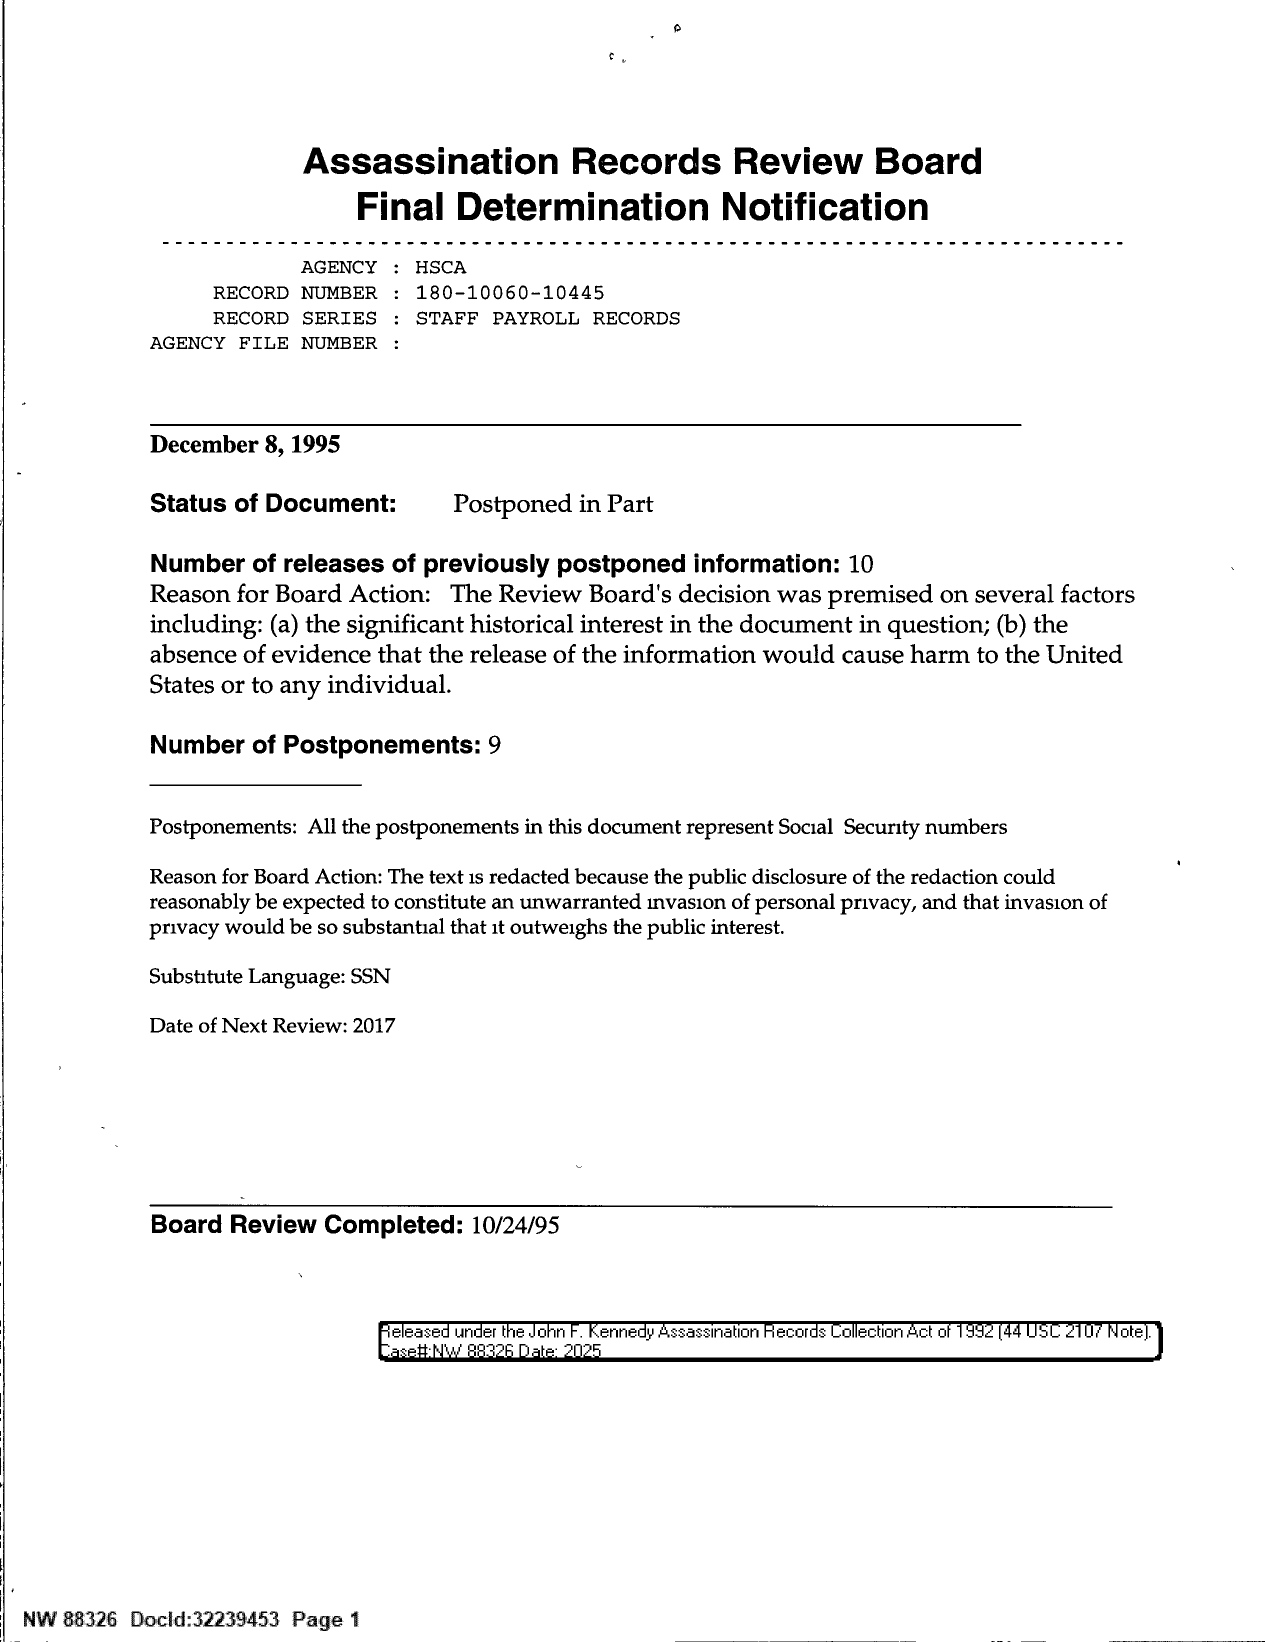 Assassination Records Review Board
Final Determination Notification
AGENCY : HSCA
RECORD NUMBER : 180-10060-10445
RECORD SERIES : STAFF PAYROLL RECORDS
AGENCY FILE NUMBER :
December 8, 1995
Status of Document: Postponed in Part
Number of releases of previously postponed information: 10
Reason for Board Action: The Review Board's decision was premised on several factors
including: (a) the significant historical interest in the document in question; (b) the
absence of evidence that the release of the information would cause harm to the United
States or to any individual.
Number of Postponements: 9
Postponements: All the postponements in this document represent Social Security numbers
Reason for Board Action: The text is redacted because the public disclosure of the redaction could
reasonably be expected to constitute an unwarranted invasion of personal privacy, and that invasion of
privacy would be so substantial that it outweighs the public interest.
Substitute Language: SSN
Date of Next Review: 2017
Board Review Completed: 10/24/95
Released under the John F. Kennedy Assassination Records Collection Act of 1992 (44 USC 2107 Note).
Case#:NW 88326 Date: 2025
NW 88326 DocId:32239453 Page 1